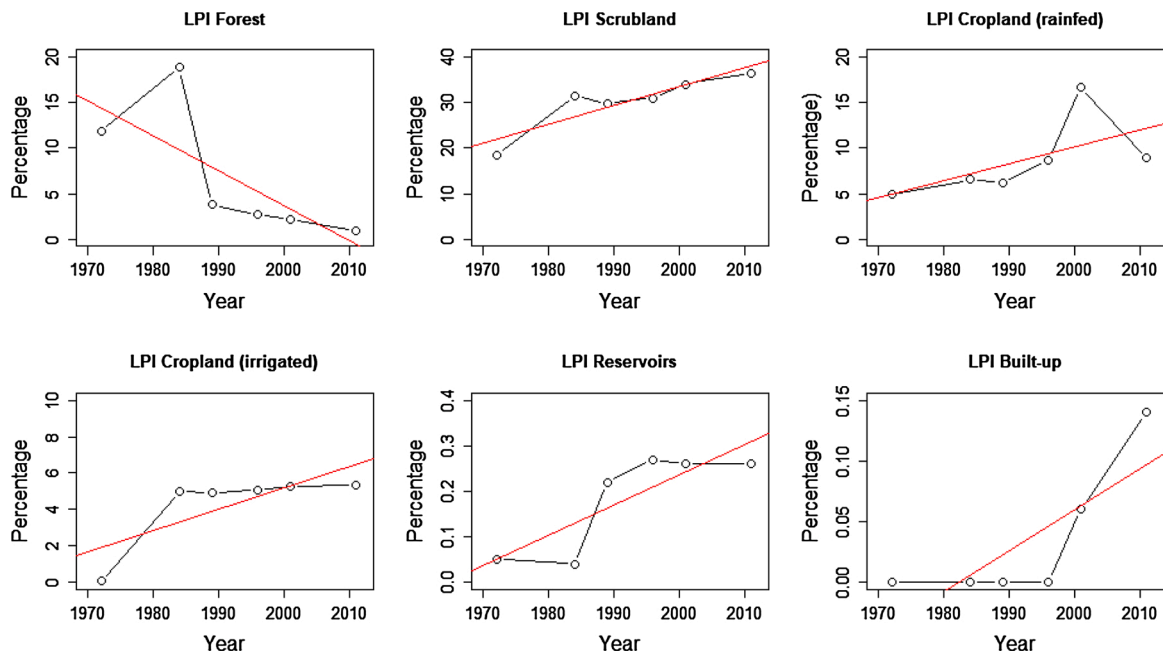 LPI Forest
Percentage
20
15
10
5
0
1970 1980 1990 2000 2010
Year
LPI Scrubland
Percentage
40
30
20
10
0
1970 1980 1990 2000 2010
Year
LPI Cropland (rainfed)
Percentage)
20
15
10
5
0
1970 1980 1990 2000 2010
Year
LPI Cropland (irrigated)
Percentage
10
8
6
4
2
0
1970 1980 1990 2000 2010
Year
LPI Reservoirs
Percentage
0.4
0.3
0.2
0.1
0.0
1970 1980 1990 2000 2010
Year
LPI Built-up
Percentage
0.15
0.10
0.05
0.00
1970 1980 1990 2000 2010
Year